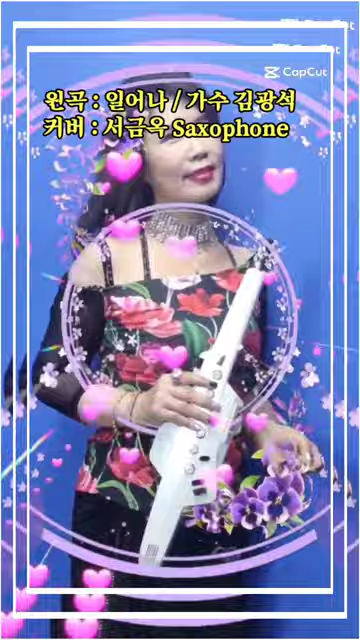 CapCut
원곡 : 일어나 / 가수 김광석
커버 : 서금옥 Saxophone